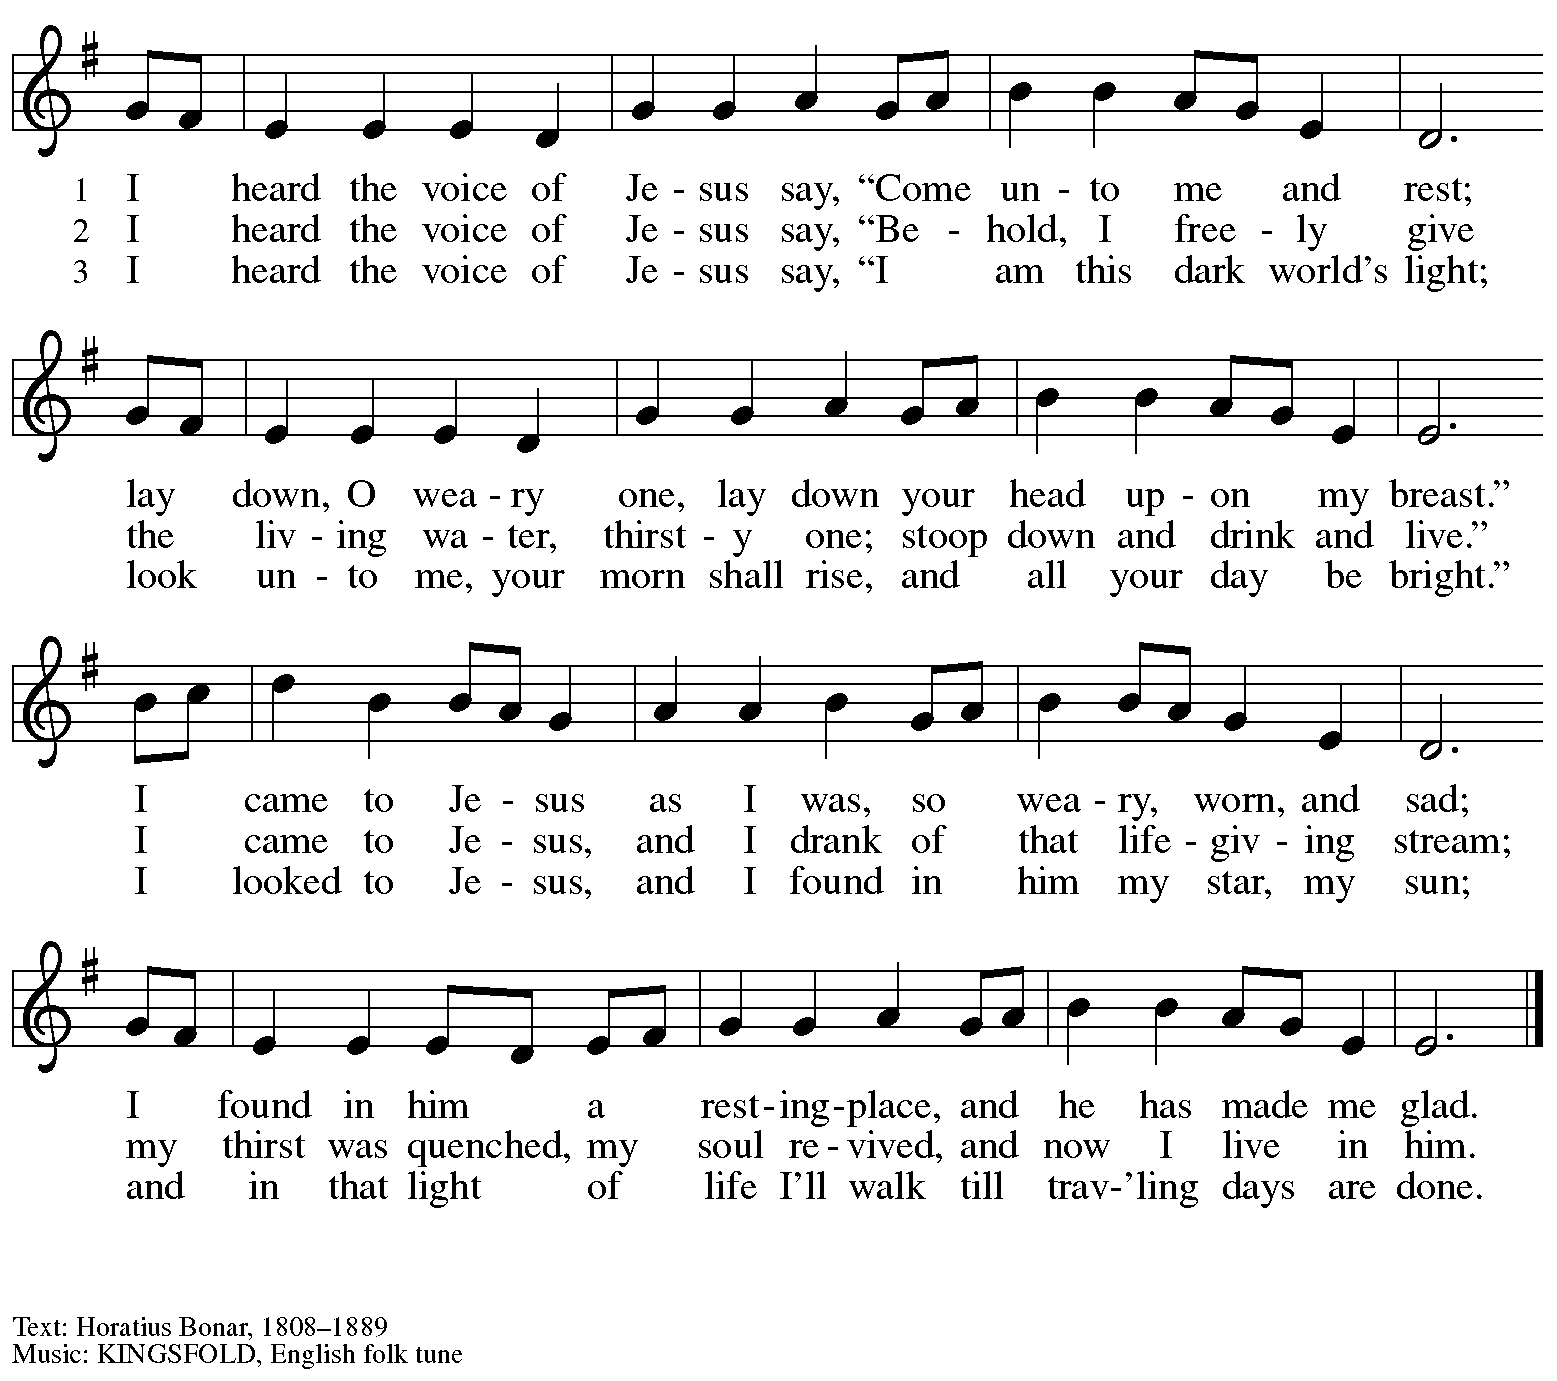 1 I heard the voice of Je - sus say, “Come un - to me and rest;
2 I heard the voice of Je - sus say, “Be - hold, I free - ly give
3 I heard the voice of Je - sus say, “I am this dark world’s light;
lay down, O wea - ry one, lay down your head up - on my breast.”
the liv - ing wa - ter, thirst - y one; stoop down and drink and live.”
look un - to me, your morn shall rise, and all your day be bright.”
I came to Je - sus as I was, so wea - ry, worn, and sad;
I came to Je - sus, and I drank of that life - giv - ing stream;
I looked to Je - sus, and I found in him my star, my sun;
I found in him a rest - ing - place, and he has made me glad.
my thirst was quenched, my soul re - vived, and now I live in him.
and in that light of life I’ll walk till trav - ’ling days are done.
Text: Horatius Bonar, 1808–1889
Music: KINGSFOLD, English folk tune